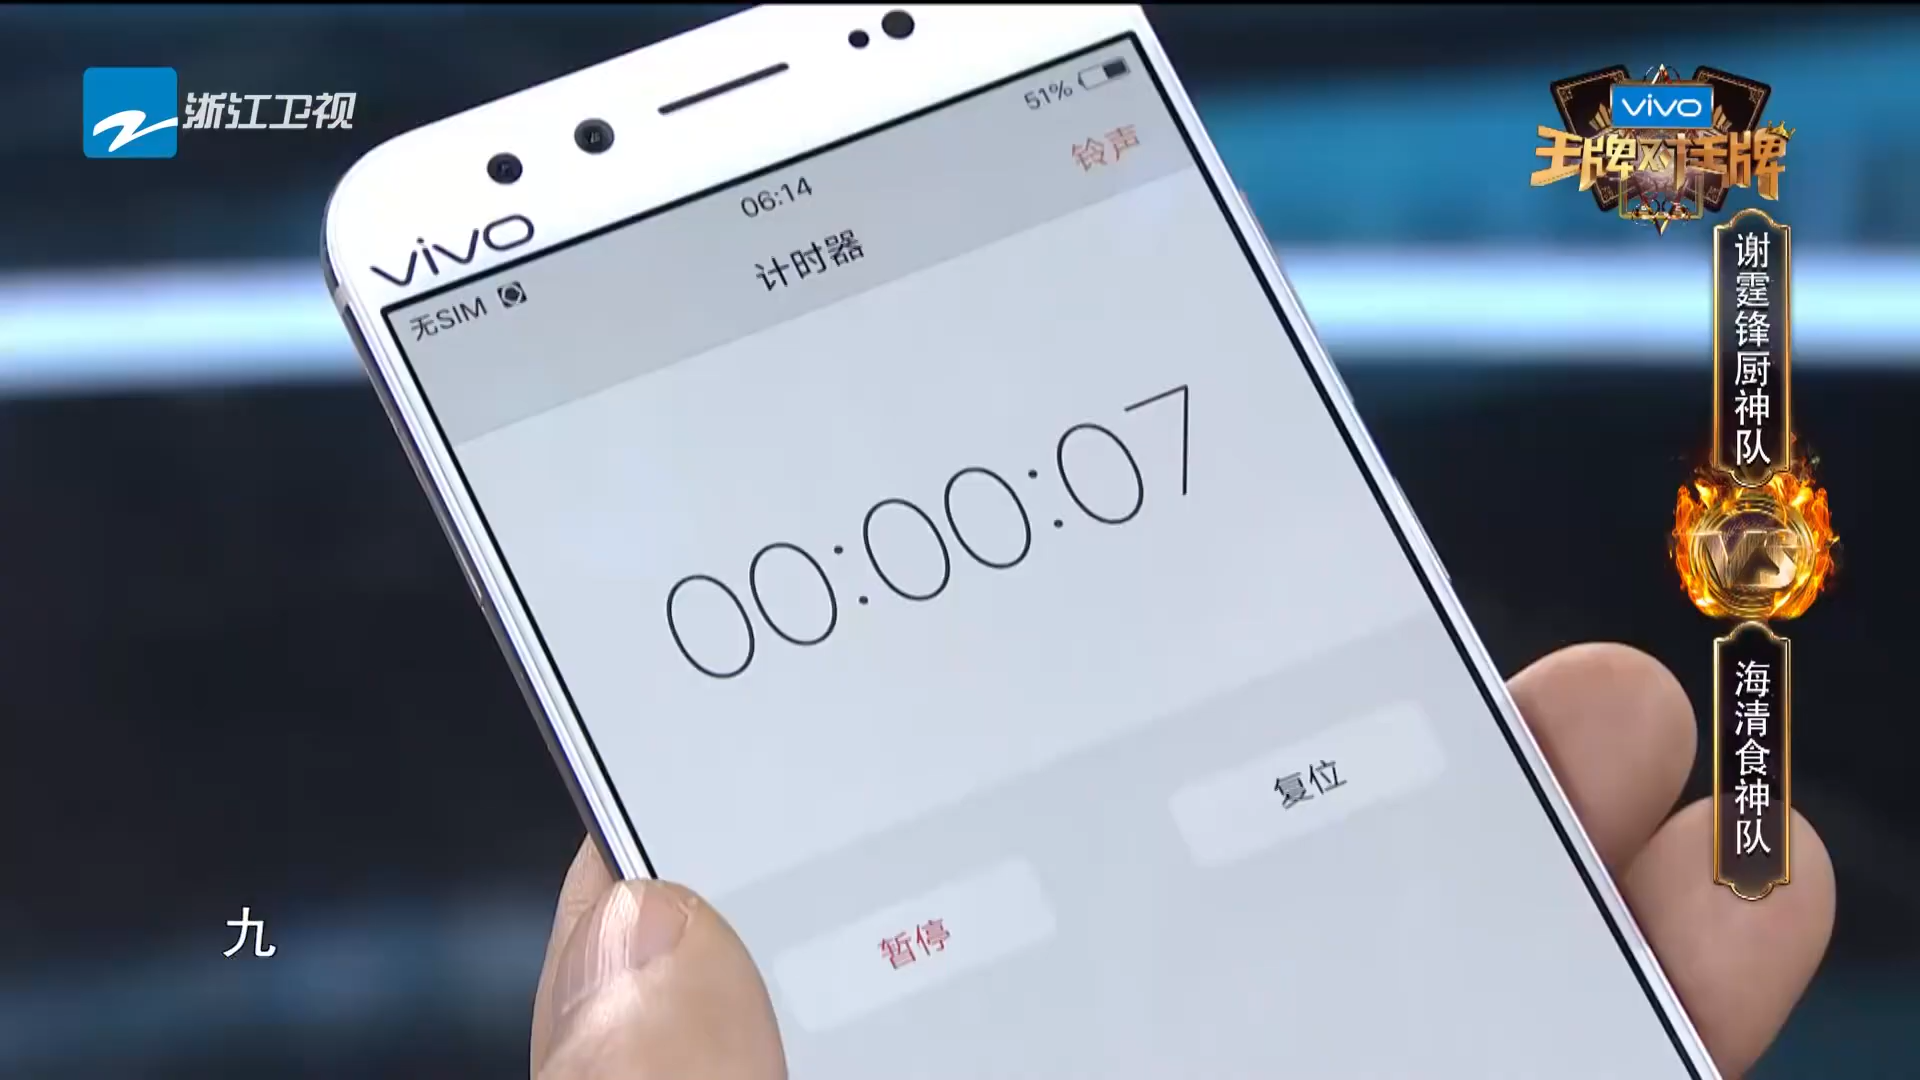 浙江卫视
vivo
王牌对王牌
谢霆锋厨神队
VS
海清食神队
vivo
无SIM
06:14
51%
计时器
铃声
00:00:07
暂停
复位
九